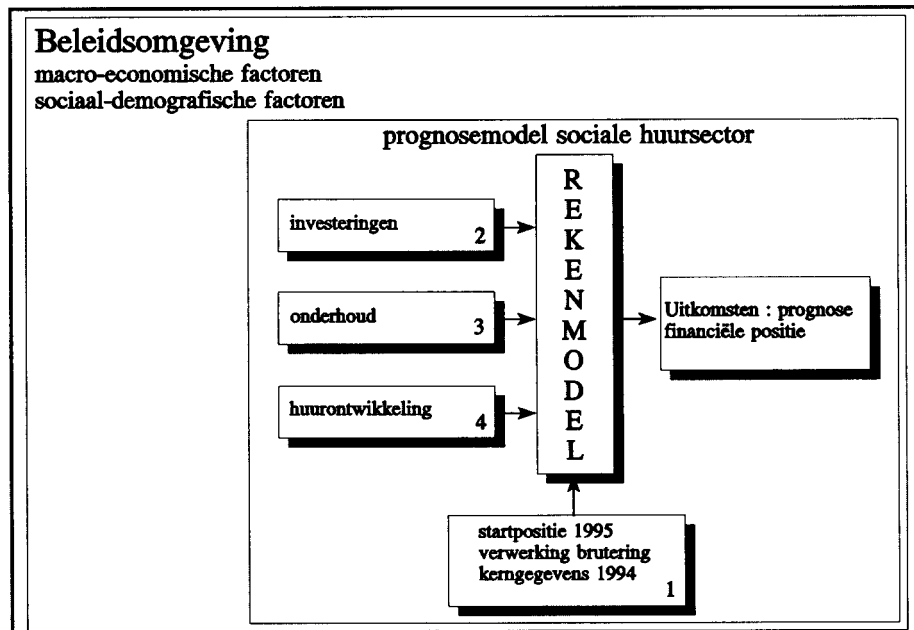 Beleidsomgeving
macro-economische factoren
sociaal-demografische factoren
prognosemodel sociale huursector
investeringen 2
onderhoud 3
huurontwikkeling 4
REKENMODEL
Uitkomsten : prognose
financiële positie
startpositie 1995
verwerking brutering
kerngegevens 1994
1